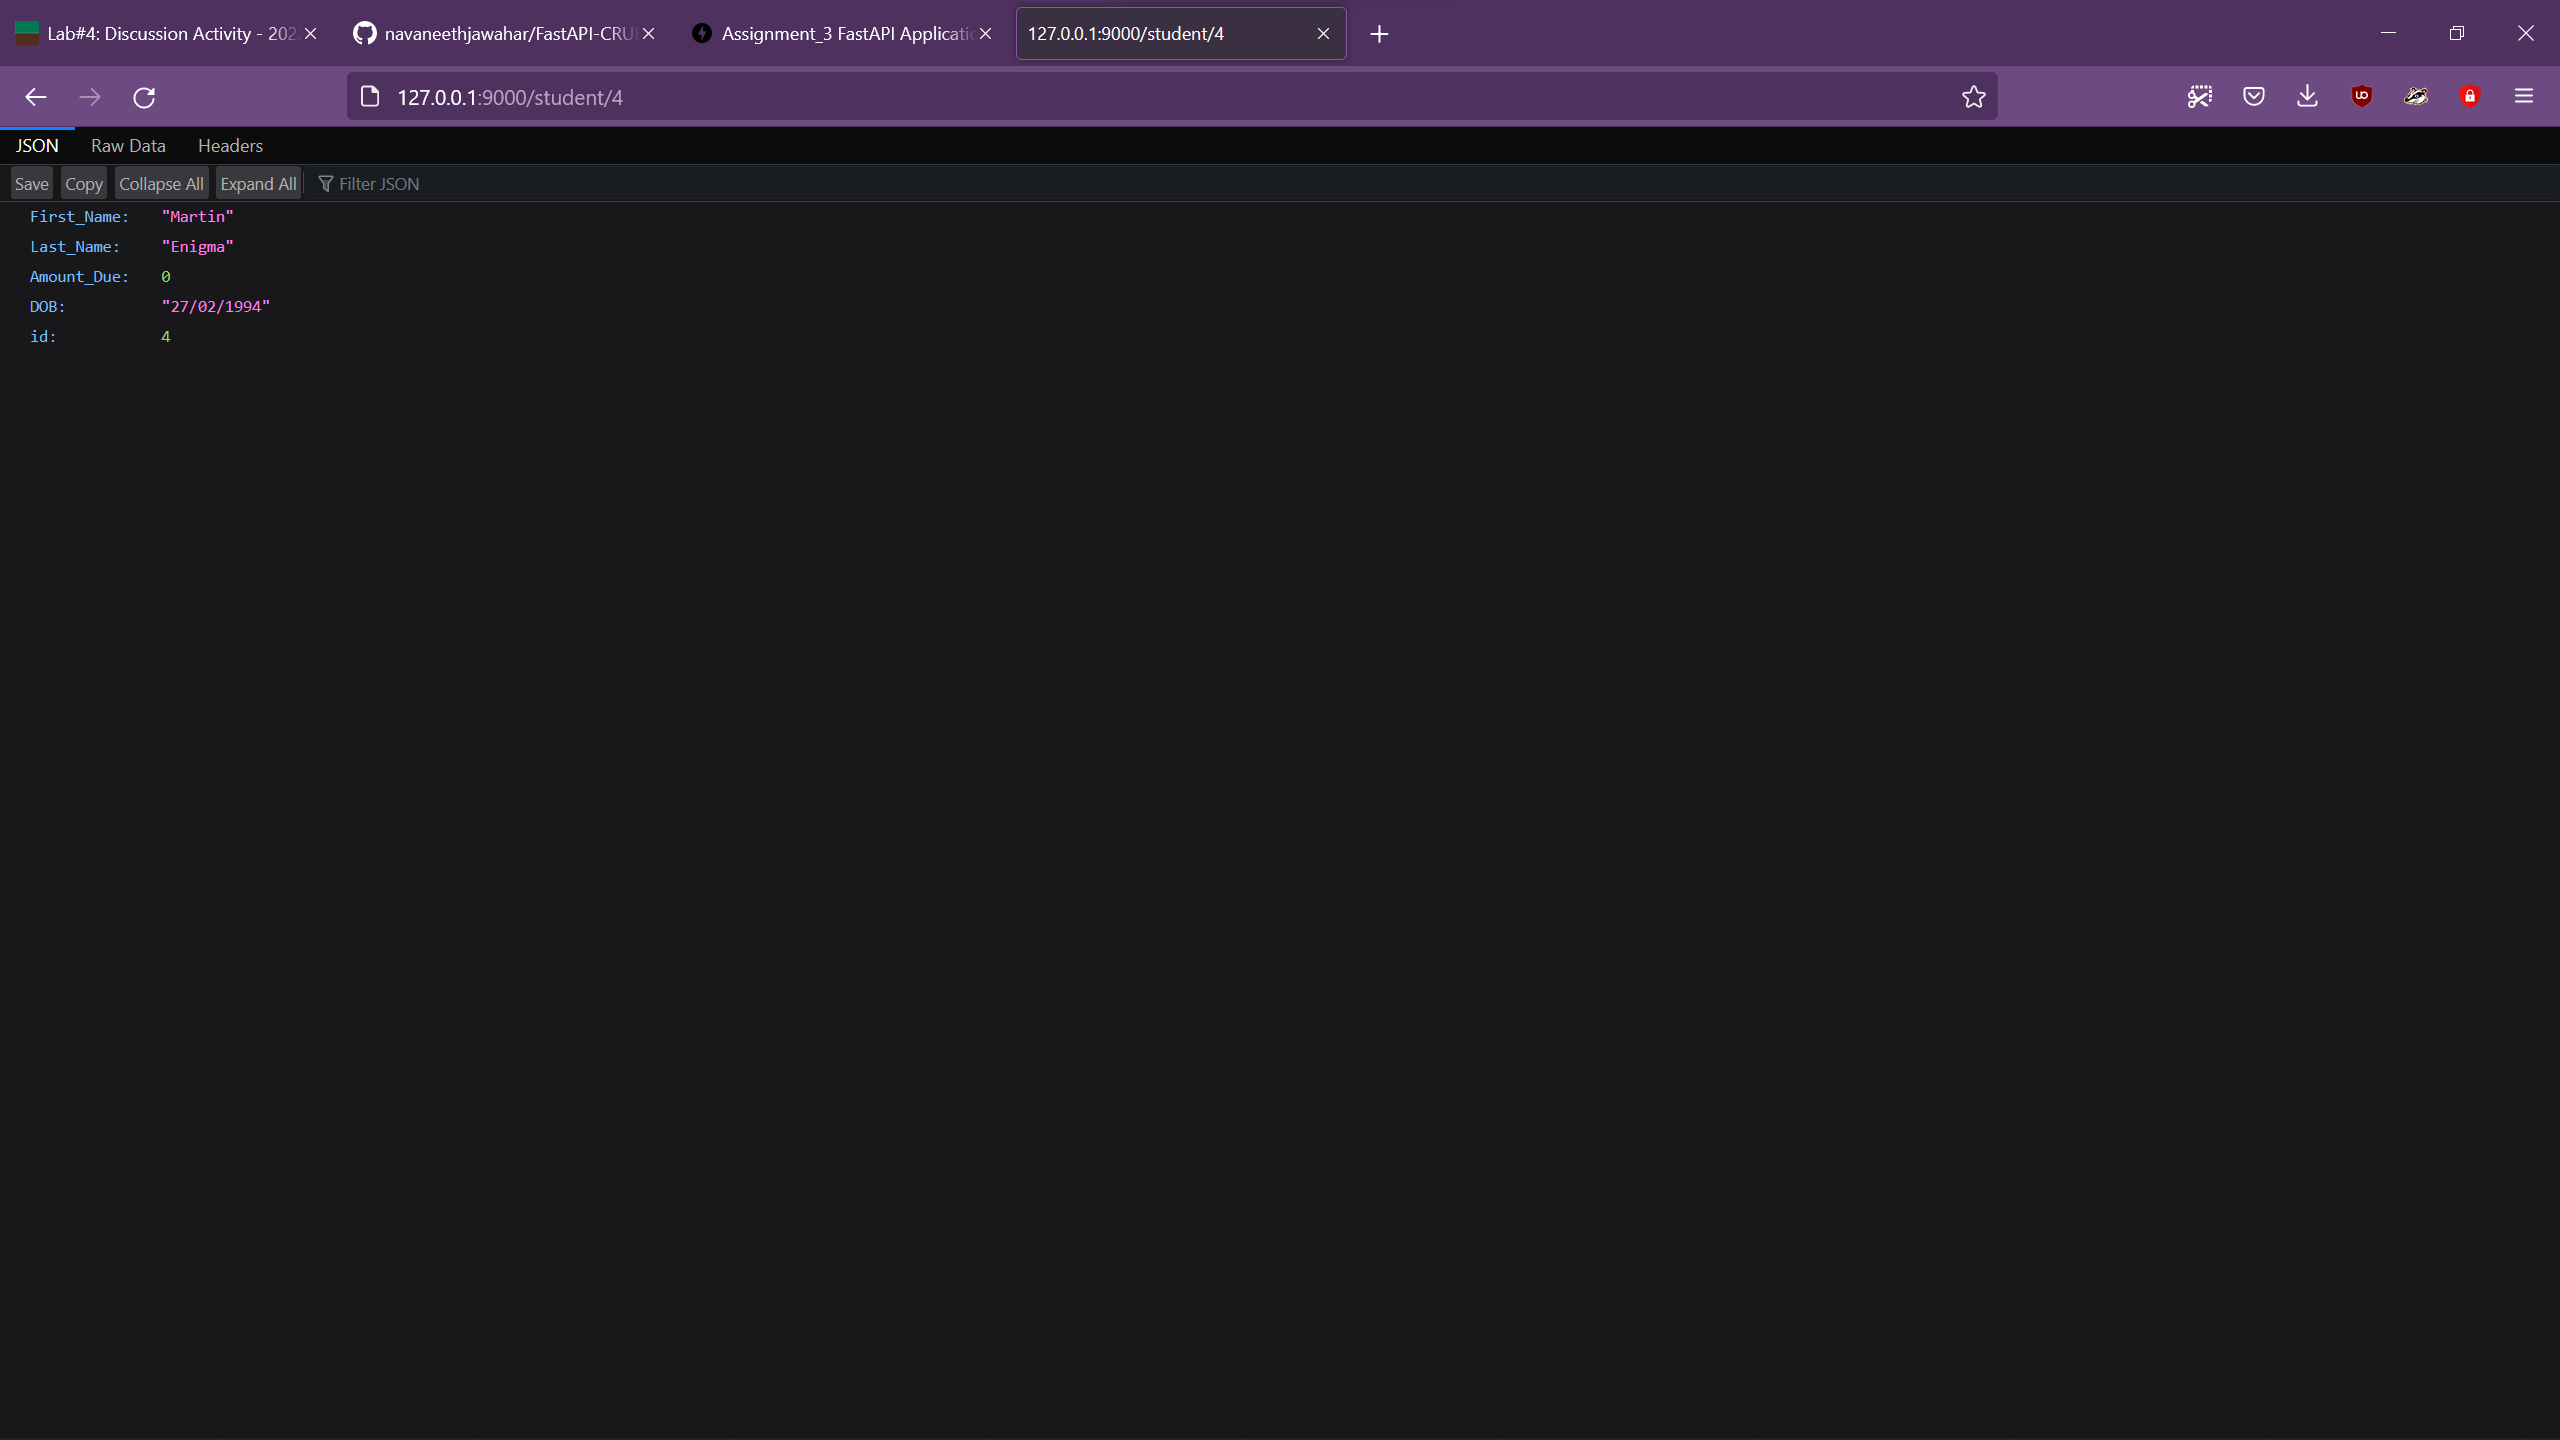 Lab#4: Discussion Activity - 202
navaneethjawahar/FastAPI-CRU
Assignment_3 FastAPI Applicatio
127.0.0.1:9000/student/4
127.0.0.1:9000/student/4
JSON Raw Data Headers
Save Copy Collapse All Expand All Filter JSON
First_Name: "Martin"
Last_Name: "Enigma"
Amount_Due: 0
DOB: "27/02/1994"
id: 4